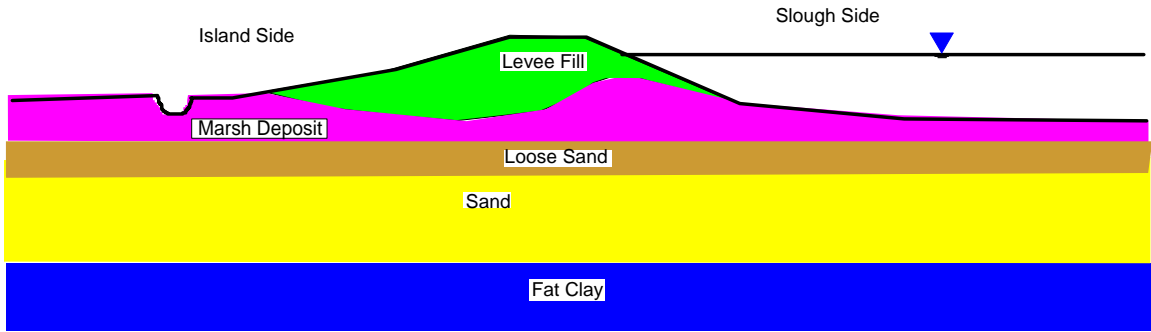 Slough Side
Island Side
Levee Fill
Marsh Deposit
Loose Sand
Sand
Fat Clay